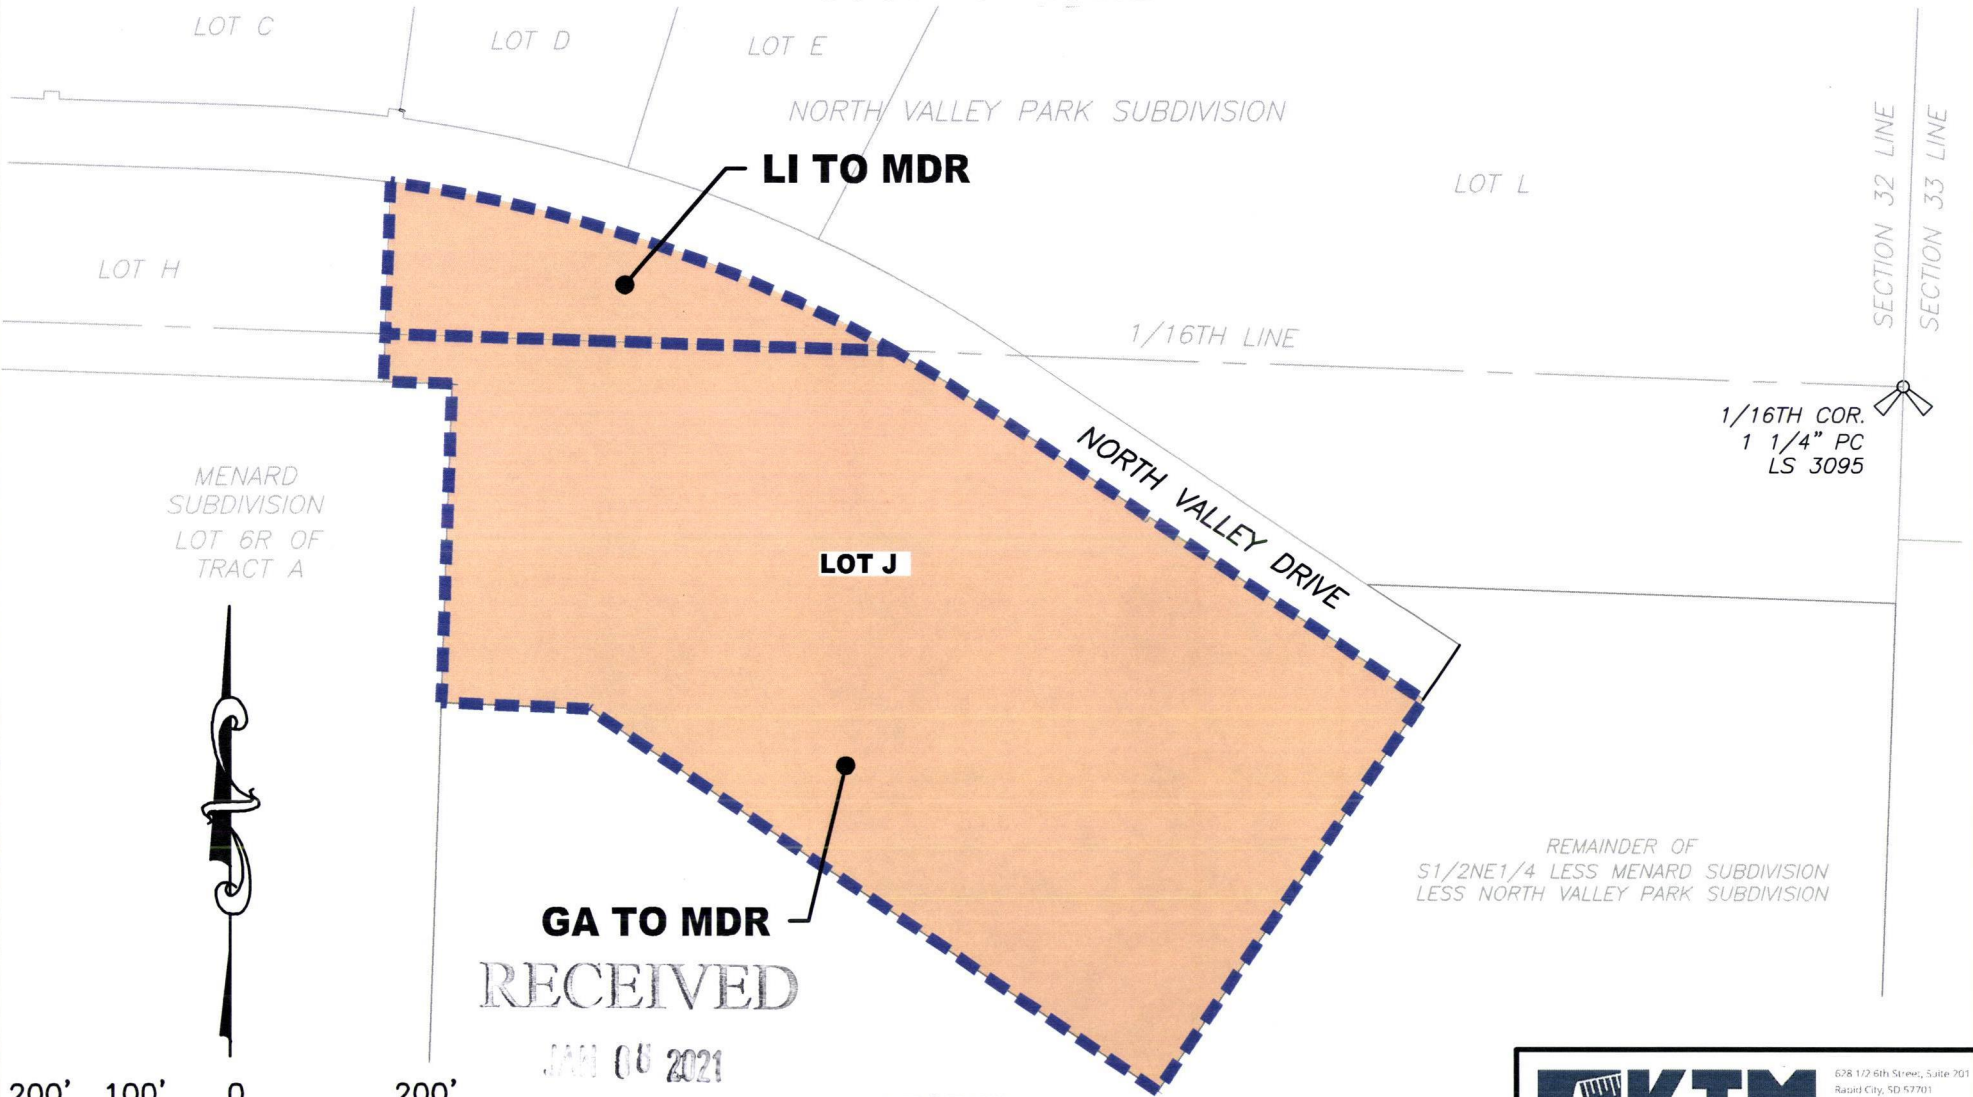 LOT C
LOT D
LOT E
NORTH VALLEY PARK SUBDIVISION
LI TO MDR
LOT L
SECTION 32 LINE
SECTION 33 LINE
LOT H
1/16TH LINE
1/16TH COR.
1 1/4" PC
LS 3095
NORTH VALLEY DRIVE
MENARD
SUBDIVISION
LOT 6R OF
TRACT A
LOT J
REMAINDER OF
S1/2NE1/4 LESS MENARD SUBDIVISION
LESS NORTH VALLEY PARK SUBDIVISION
GA TO MDR
RECEIVED
JAN 2021
200' 100' 0 200'
KTM
628 1/2 6th Street, Suite 201
Rapid City, SD 57701